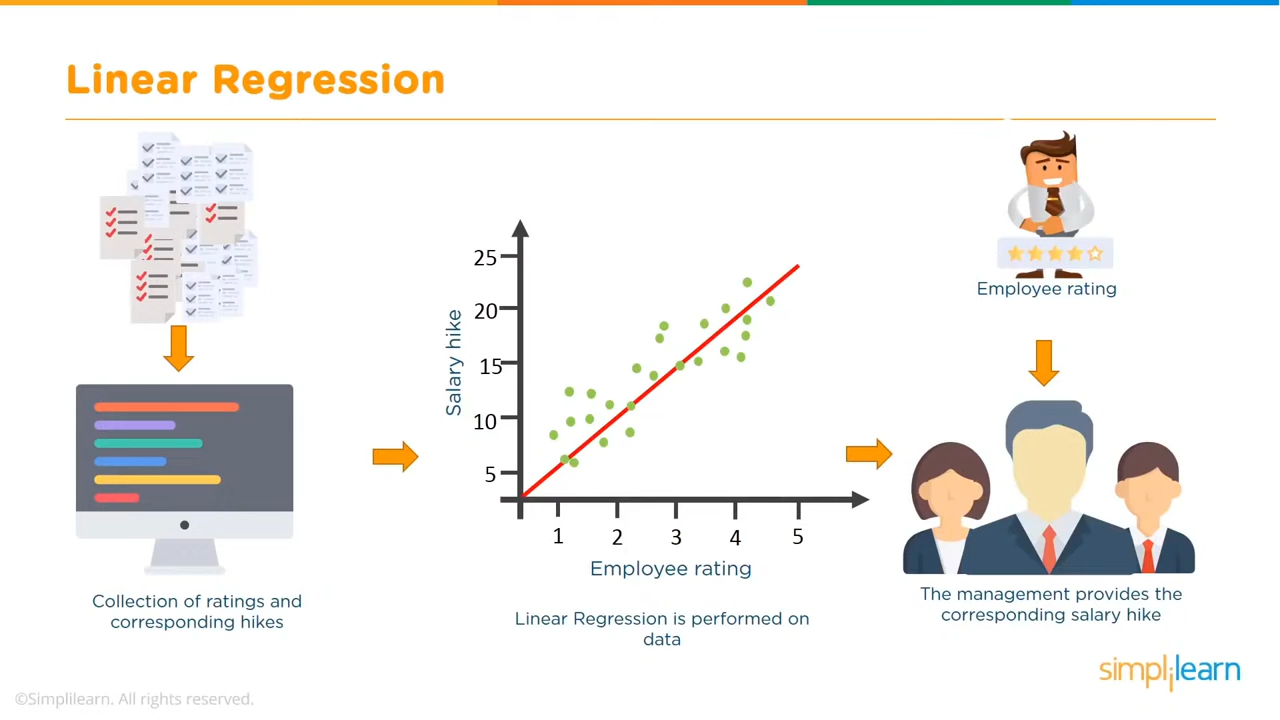 Linear Regression
Collection of ratings and
corresponding hikes
Salary hike
25
20
15
10
5
1 2 3 4 5
Employee rating
Linear Regression is performed on
data
Employee rating
The management provides the
corresponding salary hike
simplilearn
©Simplilearn. All rights reserved.